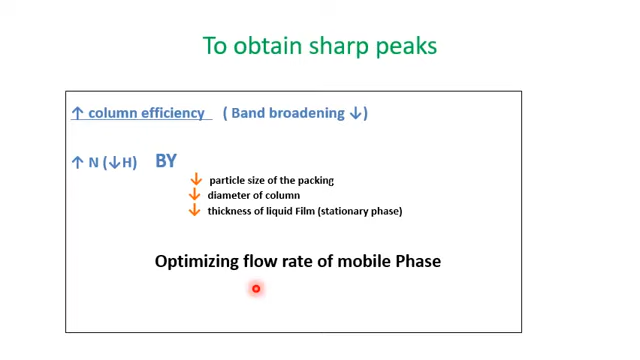 To obtain sharp peaks
↑ column efficiency ( Band broadening ↓)
↑ N (↓H) BY
↓ particle size of the packing
↓ diameter of column
↓ thickness of liquid Film (stationary phase)
Optimizing flow rate of mobile Phase